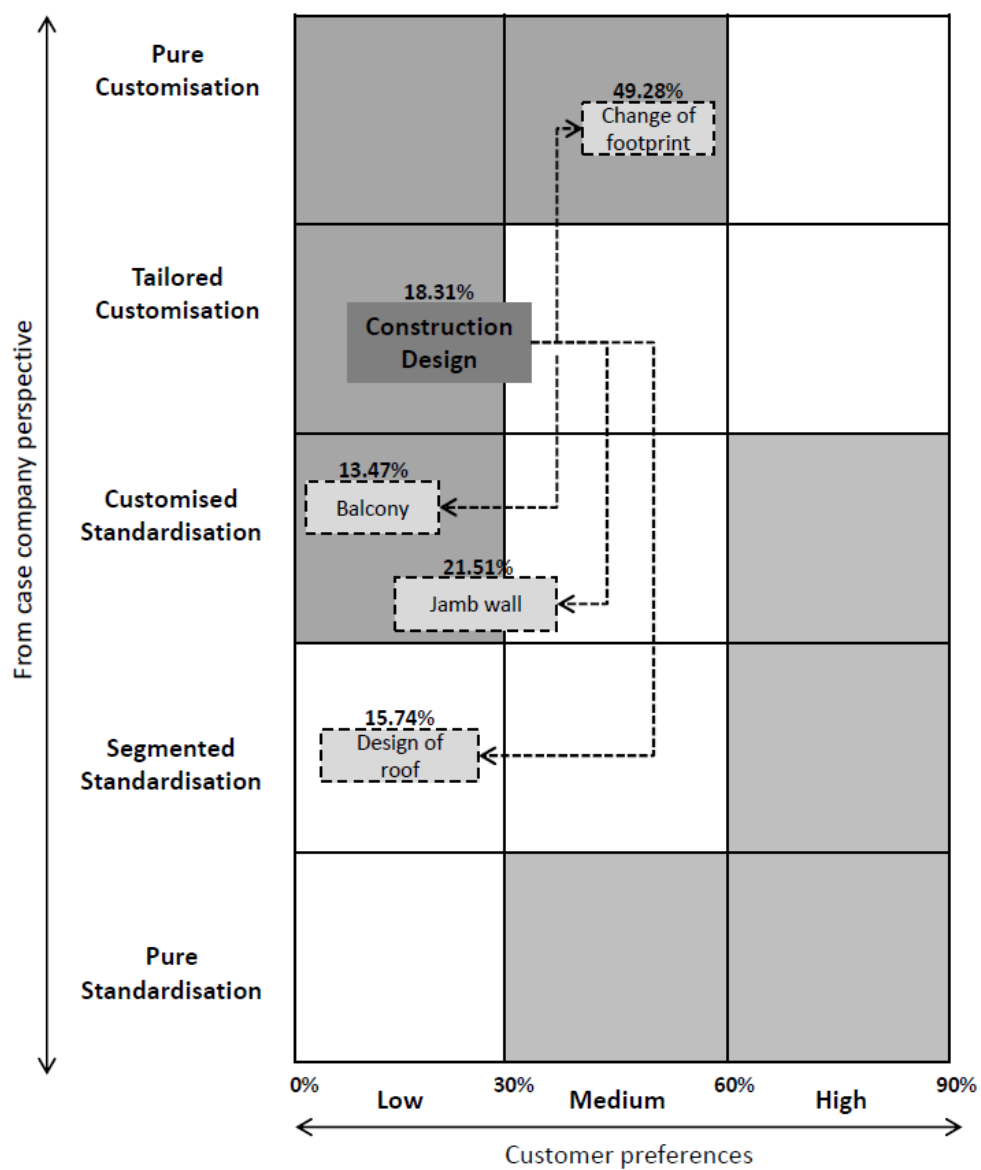 Pure
Customisation
49.28%
Change of
footprint
Tailored
Customisation
18.31%
Construction
Design
From case company perspective
Customised
Standardisation
13.47%
Balcony
21.51%
Jamb wall
Segmented
Standardisation
15.74%
Design of
roof
Pure
Standardisation
0%
30%
60%
90%
Low
Medium
High
Customer preferences